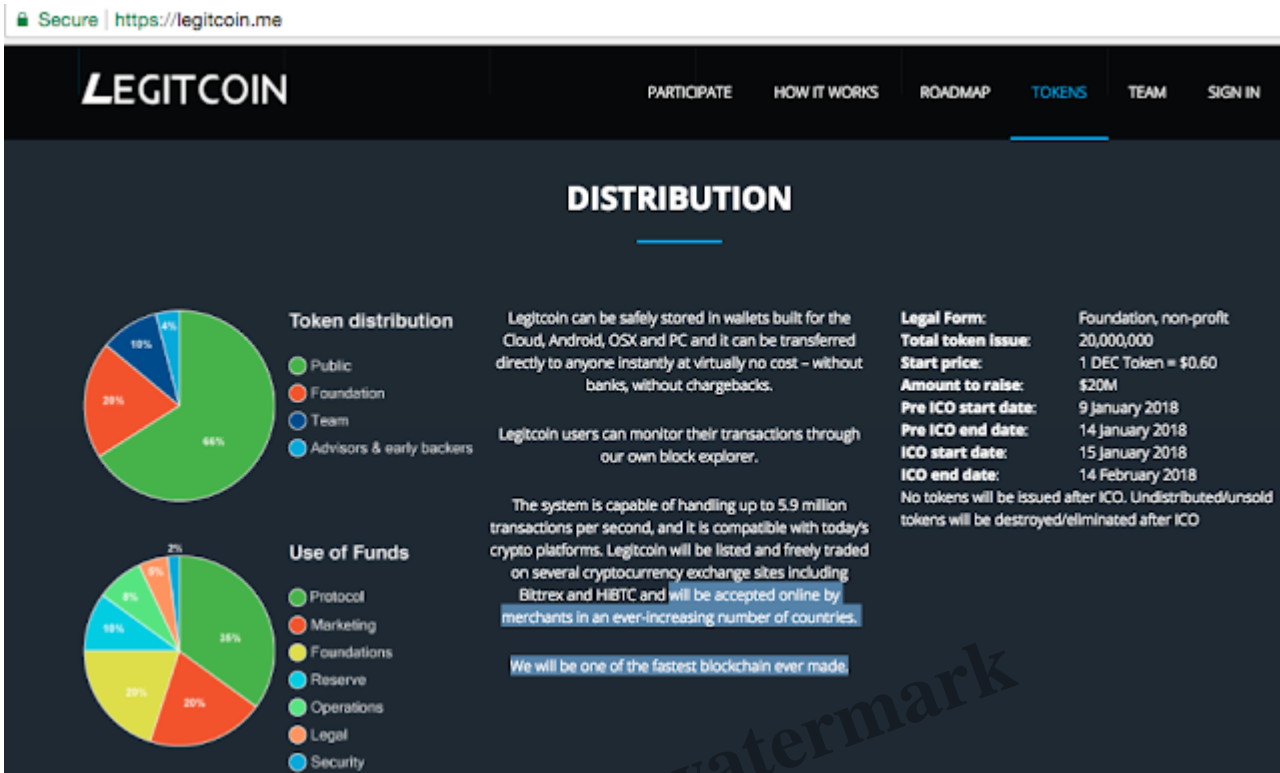 Secure | https://legitcoin.me
LEGITCOIN
PARTICIPATE HOW IT WORKS ROADMAP TOKENS TEAM SIGN IN
DISTRIBUTION
Token distribution
Public
Foundation
Team
Advisors & early backers
4%
10%
20%
66%
Use of Funds
Protocol
Marketing
Foundations
Reserve
Operations
Legal
Security
2%
8%
10%
35%
20%
20%
Legitcoin can be safely stored in wallets built for the
Cloud, Android, OSX and PC and it can be transferred
directly to anyone instantly at virtually no cost – without
banks, without chargebacks.
Legitcoin users can monitor their transactions through
our own block explorer.
The system is capable of handling up to 5.9 million
transactions per second, and it is compatible with today's
crypto platforms. Legitcoin will be listed and freely traded
on several cryptocurrency exchange sites including
Bittrex and HiBTC and will be accepted online by
merchants in an ever-increasing number of countries.
We will be one of the fastest blockchain ever made.
Legal Form: Foundation, non-profit
Total token issue: 20,000,000
Start price: 1 DEC Token = $0.60
Amount to raise: $20M
Pre ICO start date: 9 January 2018
Pre ICO end date: 14 January 2018
ICO start date: 15 January 2018
ICO end date: 14 February 2018
No tokens will be issued after ICO. Undistributed/unsold
tokens will be destroyed/eliminated after ICO
watermark